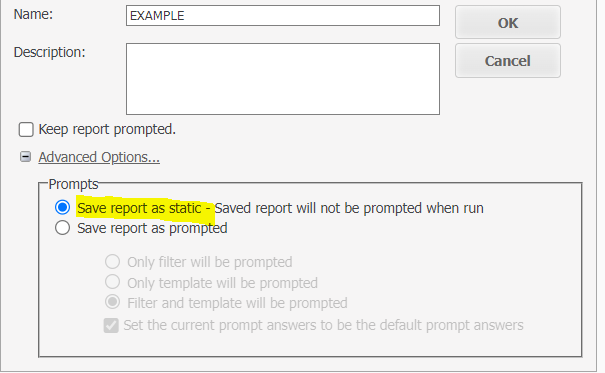 Name:
EXAMPLE
OK
Description:
Cancel
Keep report prompted.
Advanced Options...
Prompts
Save report as static - Saved report will not be prompted when run
Save report as prompted
Only filter will be prompted
Only template will be prompted
Filter and template will be prompted
Set the current prompt answers to be the default prompt answers